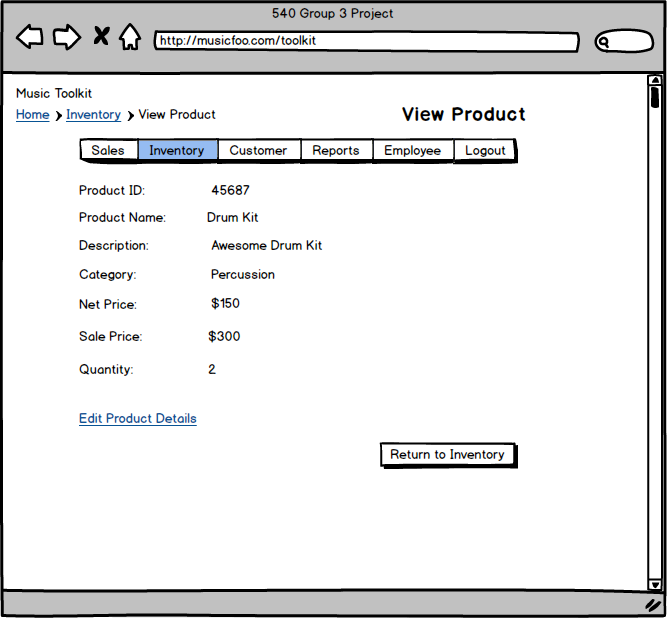 540 Group 3 Project
http://musicfoo.com/toolkit
Music Toolkit
Home > Inventory > View Product
View Product
Sales Inventory Customer Reports Employee Logout
Product ID: 45687
Product Name: Drum Kit
Description: Awesome Drum Kit
Category: Percussion
Net Price: $150
Sale Price: $300
Quantity: 2
Edit Product Details
Return to Inventory